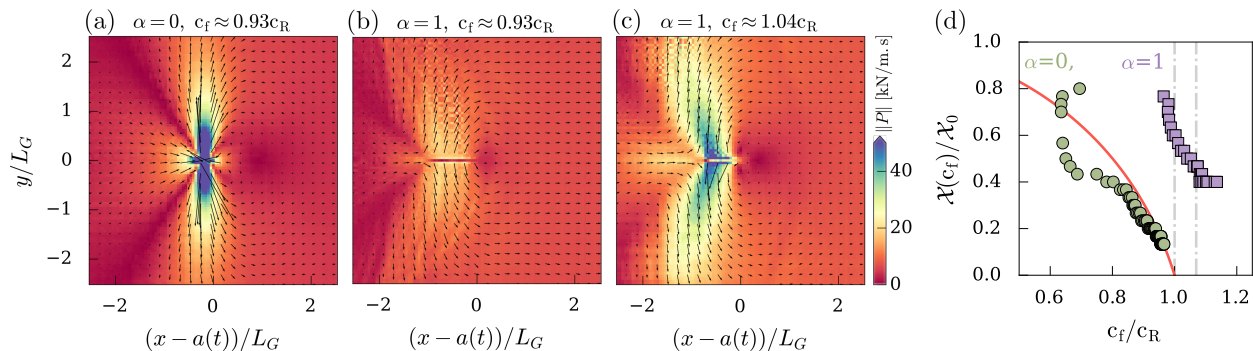 (a) α = 0, c_f ≈ 0.93c_R
2
1
0
−1
−2
y/L_G
−2
0
2
(x − a(t))/L_G
(b) α = 1, c_f ≈ 0.93c_R
−2
0
2
(x − a(t))/L_G
(c) α = 1, c_f ≈ 1.04c_R
−2
0
2
(x − a(t))/L_G
‖P‖ [kN/m.s]
40
20
0
(d)
α=0, α=1
1.0
0.8
0.6
0.4
0.2
0.0
𝒳(c_f)/𝒳_0
0.6
0.8
1.0
1.2
c_f/c_R